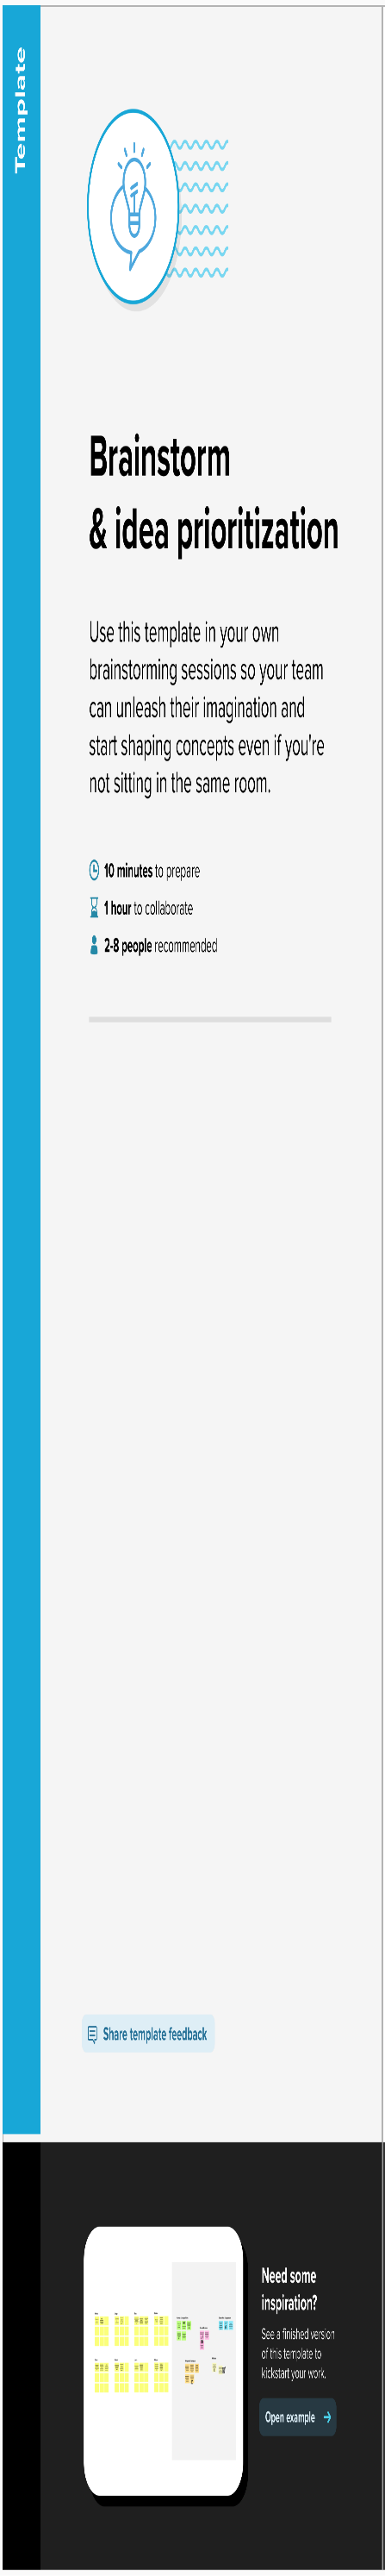 Template
Brainstorm
& idea prioritization
Use this template in your own
brainstorming sessions so your team
can unleash their imagination and
start shaping concepts even if you're
not sitting in the same room.
10 minutes to prepare
1 hour to collaborate
2-8 people recommended
Share template feedback
Need some
inspiration?
See a finished version
of this template to
kickstart your work.
Open example